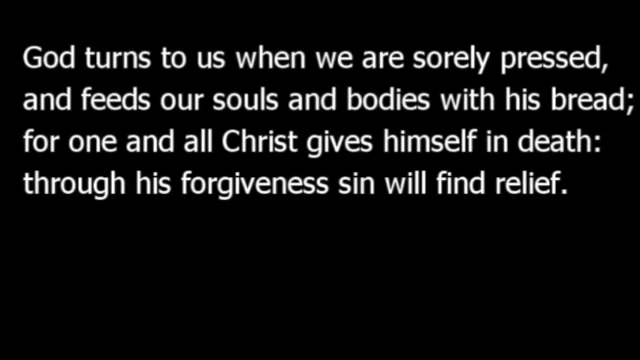 God turns to us when we are sorely pressed,
and feeds our souls and bodies with his bread;
for one and all Christ gives himself in death:
through his forgiveness sin will find relief.